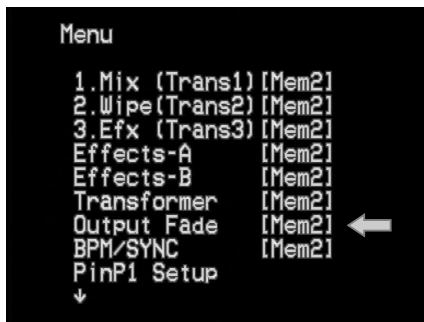 Menu
1.Mix (Trans1)[Mem2]
2.Wipe(Trans2)[Mem2]
3.Efx (Trans3)[Mem2]
Effects-A [Mem2]
Effects-B [Mem2]
Transformer [Mem2]
Output Fade [Mem2]
BPM/SYNC [Mem2]
PinP1 Setup